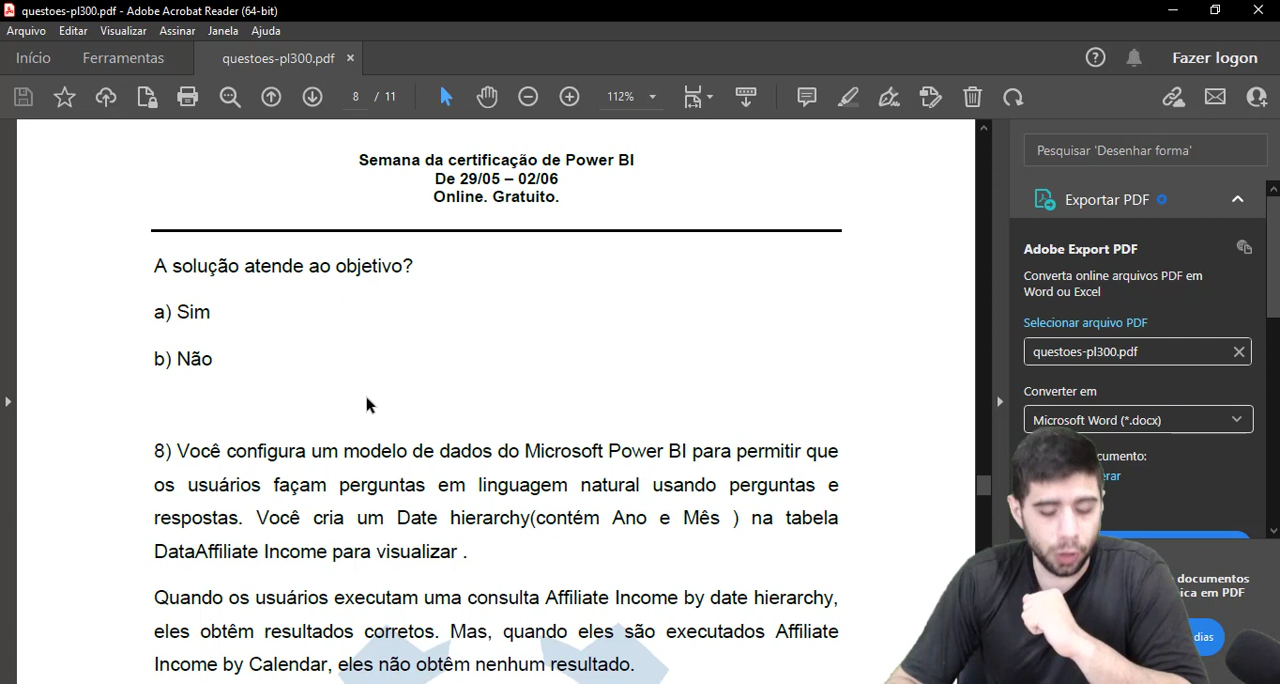 questoes-pl300.pdf - Adobe Acrobat Reader (64-bit)
Arquivo Editar Visualizar Assinar Janela Ajuda
Início Ferramentas questoes-pl300.pdf × Fazer logon
8 / 11 112%
Semana da certificação de Power BI
De 29/05 – 02/06
Online. Gratuito.
A solução atende ao objetivo?
a) Sim
b) Não
8) Você configura um modelo de dados do Microsoft Power BI para permitir que
os usuários façam perguntas em linguagem natural usando perguntas e
respostas. Você cria um Date hierarchy(contém Ano e Mês ) na tabela
DataAffiliate Income para visualizar .
Quando os usuários executam uma consulta Affiliate Income by date hierarchy,
eles obtêm resultados corretos. Mas, quando eles são executados Affiliate
Income by Calendar, eles não obtêm nenhum resultado.
Pesquisar 'Desenhar forma'
Exportar PDF
Adobe Export PDF
Converta online arquivos PDF em
Word ou Excel
Selecionar arquivo PDF
questoes-pl300.pdf
Converter em
Microsoft Word (*.docx)
documentos
dias